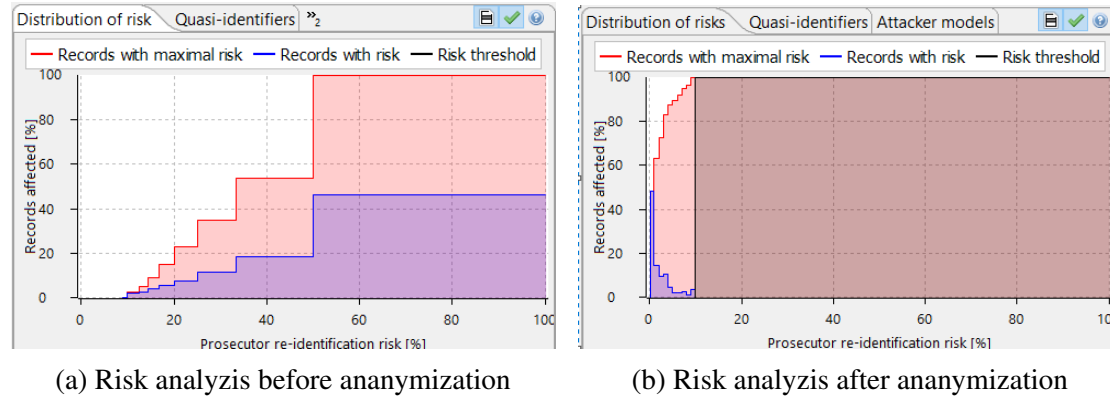 Distribution of risk Quasi-identifiers »2
Records with maximal risk Records with risk Risk threshold
100
80
60
40
20
0
Records affected [%]
0 20 40 60 80 100
Prosecutor re-identification risk [%]
(a) Risk analyzis before ananymization
Distribution of risks Quasi-identifiers Attacker models
Records with maximal risk Records with risk Risk threshold
100
80
60
40
20
0
Records affected [%]
0 20 40 60 80 100
Prosecutor re-identification risk [%]
(b) Risk analyzis after ananymization